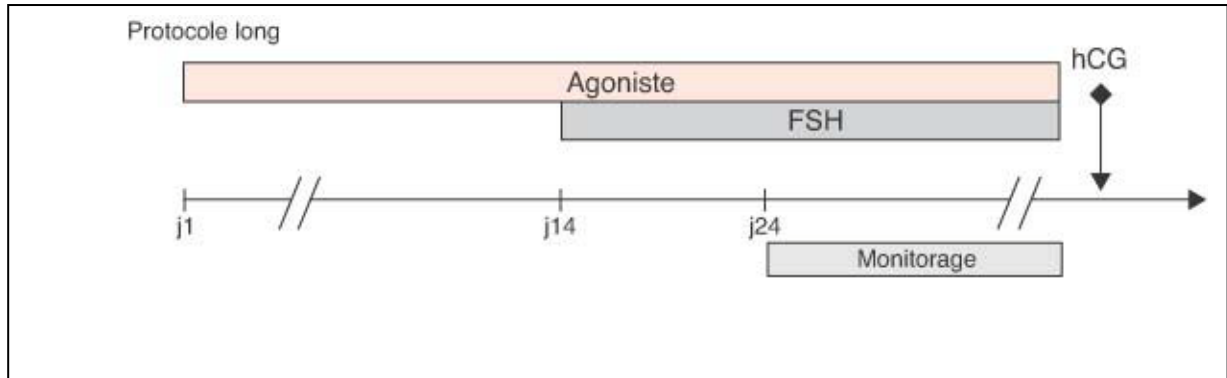 Protocole long
hCG
Agoniste
FSH
j1
j14
j24
Monitorage